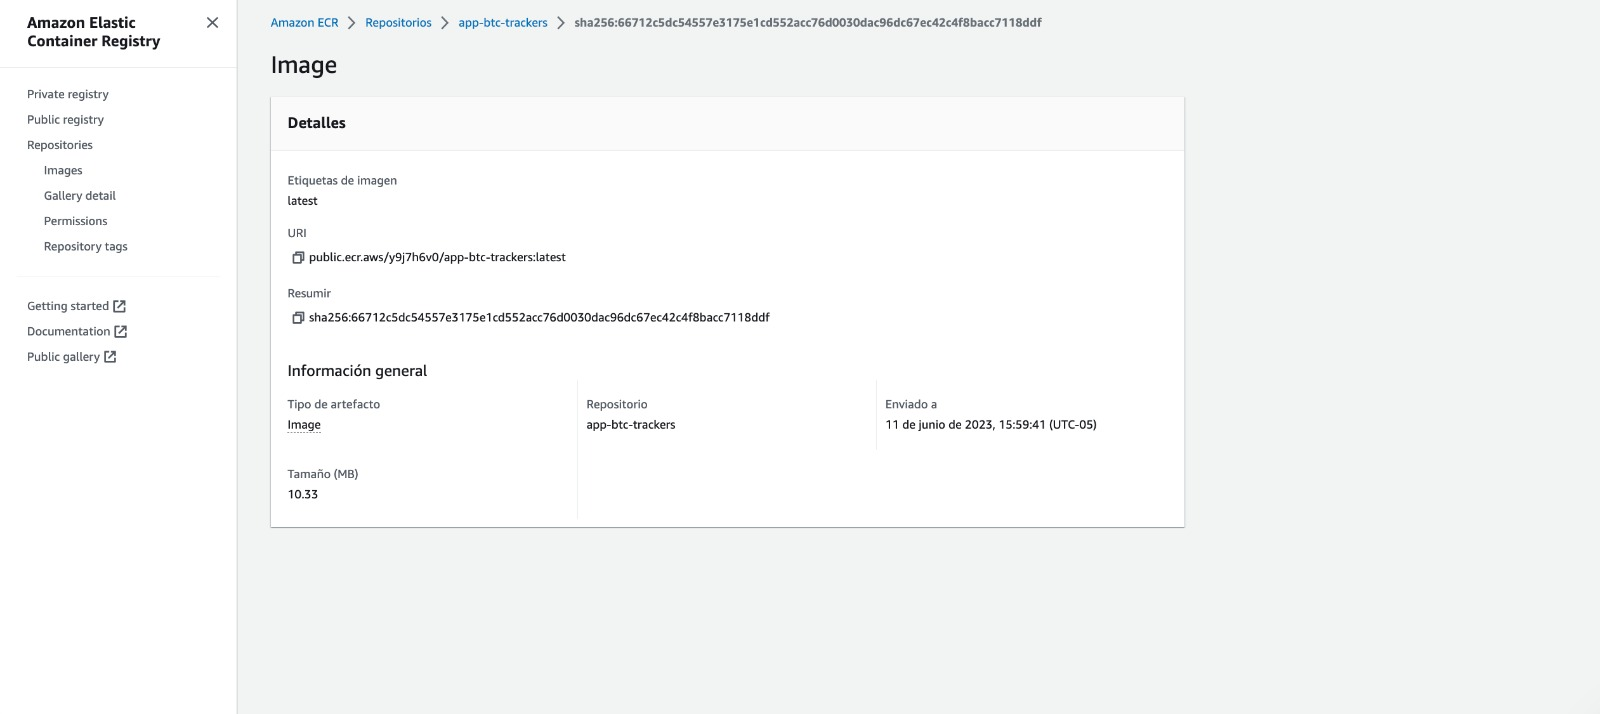 Amazon Elastic
Container Registry
Private registry
Public registry
Repositories
Images
Gallery detail
Permissions
Repository tags
Getting started
Documentation
Public gallery
Amazon ECR > Repositorios > app-btc-trackers > sha256:66712c5dc54557e3175e1cd552acc76d0030dac96dc67ec42c4f8bacc7118ddf
Image
Detalles
Etiquetas de imagen
latest
URI
public.ecr.aws/y9j7h6v0/app-btc-trackers:latest
Resumir
sha256:66712c5dc54557e3175e1cd552acc76d0030dac96dc67ec42c4f8bacc7118ddf
Información general
Tipo de artefacto
Image
Repositorio
app-btc-trackers
Enviado a
11 de junio de 2023, 15:59:41 (UTC-05)
Tamaño (MB)
10.33